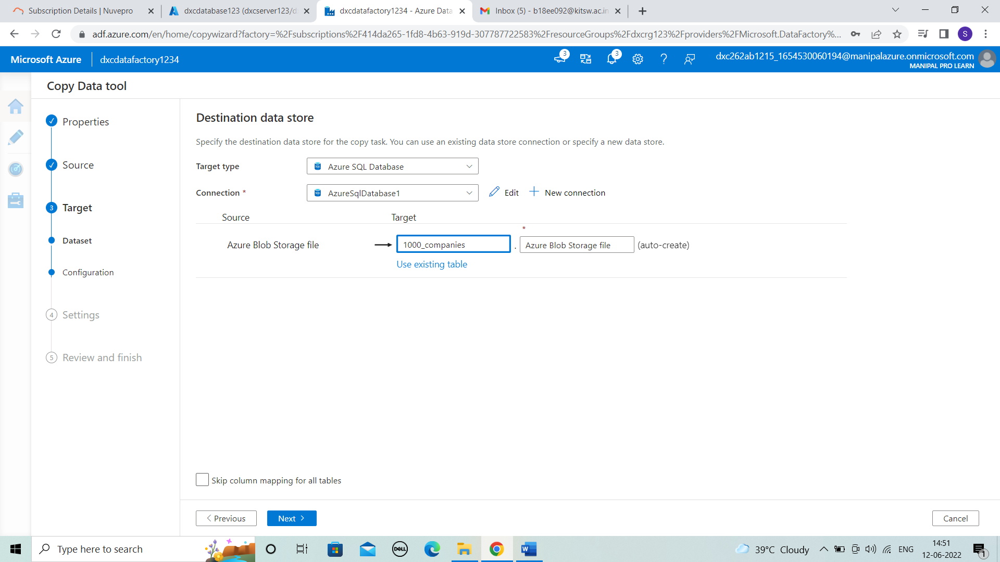 Subscription Details | Nuvepro
dxcdatabase123 (dxcserver123/d
dxcdatafactory1234 - Azure Data
Inbox (5) - b18ee092@kitsw.ac.in
adf.azure.com/en/home/copywizard?factory=%2Fsubscriptions%2F414da265-1fd8-4b63-919d-307787722583%2FresourceGroups%2Fdxcrg123%2Fproviders%2FMicrosoft.DataFactory%...
S
Microsoft Azure
dxcdatafactory1234
3
3
dxc262ab1215_1654530060194@manipalazure.onmicrosoft.com
MANIPAL PRO LEARN
Copy Data tool
Properties
Source
3 Target
Dataset
Configuration
4 Settings
5 Review and finish
Destination data store
Specify the destination data store for the copy task. You can use an existing data store connection or specify a new data store.
Target type
SQL Azure SQL Database
Connection *
SQL AzureSqlDatabase1
Edit
New connection
Source
Target
*
Azure Blob Storage file
1000_companies
.
Azure Blob Storage file
(auto-create)
Use existing table
Skip column mapping for all tables
Previous
Next
Cancel
Type here to search
DELL
W
39°C Cloudy
ENG
14:51
12-06-2022
1